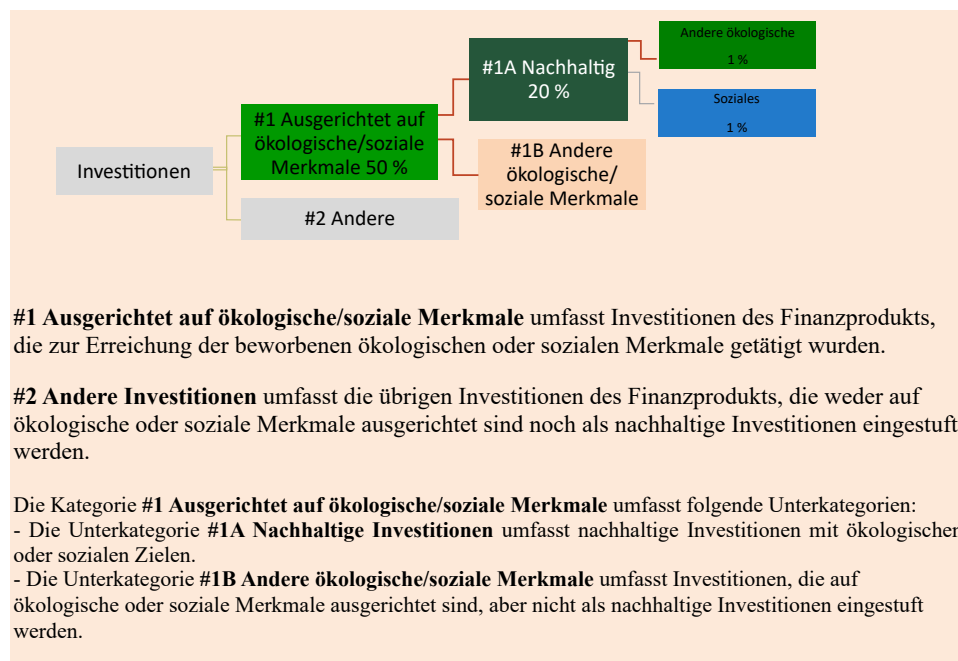 Andere ökologische
1 %
#1A Nachhaltig
20 %
Soziales
1 %
#1 Ausgerichtet auf
ökologische/soziale
Merkmale 50 %
#1B Andere
ökologische/
soziale Merkmale
Investitionen
#2 Andere
#1 Ausgerichtet auf ökologische/soziale Merkmale umfasst Investitionen des Finanzprodukts,
die zur Erreichung der beworbenen ökologischen oder sozialen Merkmale getätigt wurden.
#2 Andere Investitionen umfasst die übrigen Investitionen des Finanzprodukts, die weder auf
ökologische oder soziale Merkmale ausgerichtet sind noch als nachhaltige Investitionen eingestuft
werden.
Die Kategorie #1 Ausgerichtet auf ökologische/soziale Merkmale umfasst folgende Unterkategorien:
- Die Unterkategorie #1A Nachhaltige Investitionen umfasst nachhaltige Investitionen mit ökologischen
oder sozialen Zielen.
- Die Unterkategorie #1B Andere ökologische/soziale Merkmale umfasst Investitionen, die auf
ökologische oder soziale Merkmale ausgerichtet sind, aber nicht als nachhaltige Investitionen eingestuft
werden.